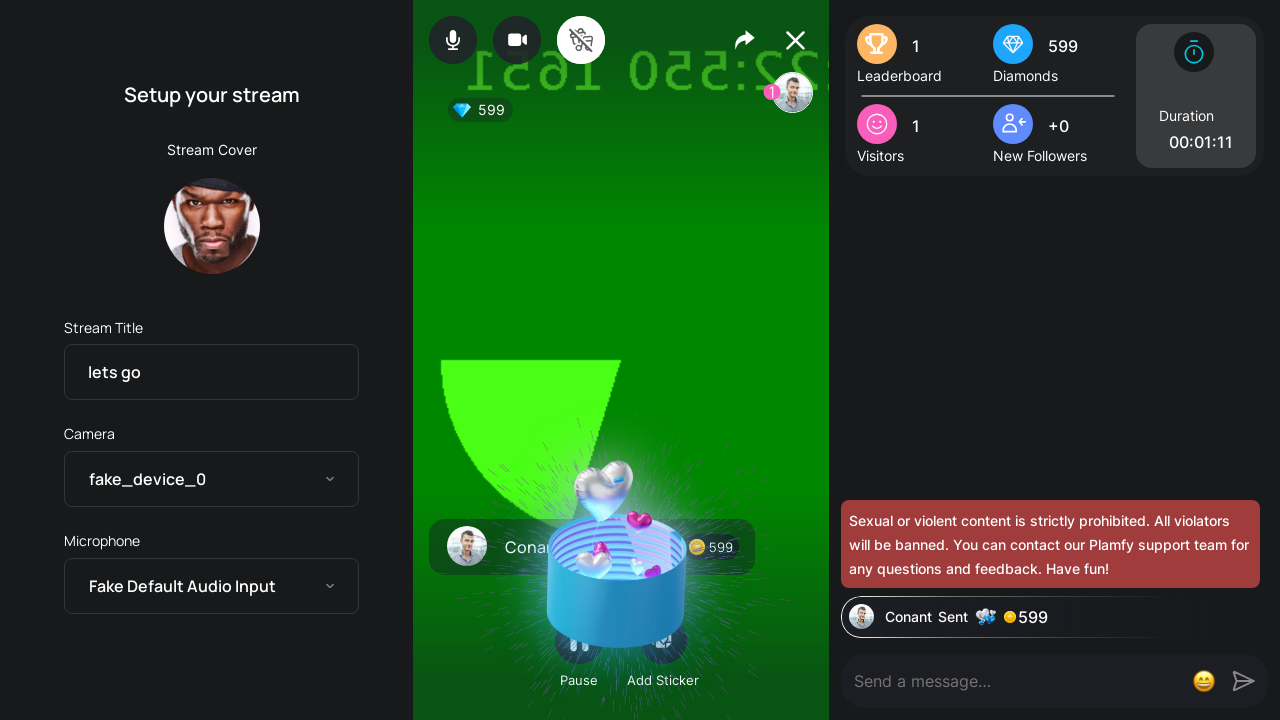 Setup your stream
Stream Cover
Stream Title
lets go
Camera
fake_device_0
Microphone
Fake Default Audio Input
:22:550 1651
599
1
599
Pause
Add Sticker
1
Leaderboard
599
Diamonds
1
Visitors
+0
New Followers
Duration
00:01:11
Sexual or violent content is strictly prohibited. All violators
will be banned. You can contact our Plamfy support team for
any questions and feedback. Have fun!
Conant Sent 599
Send a message...